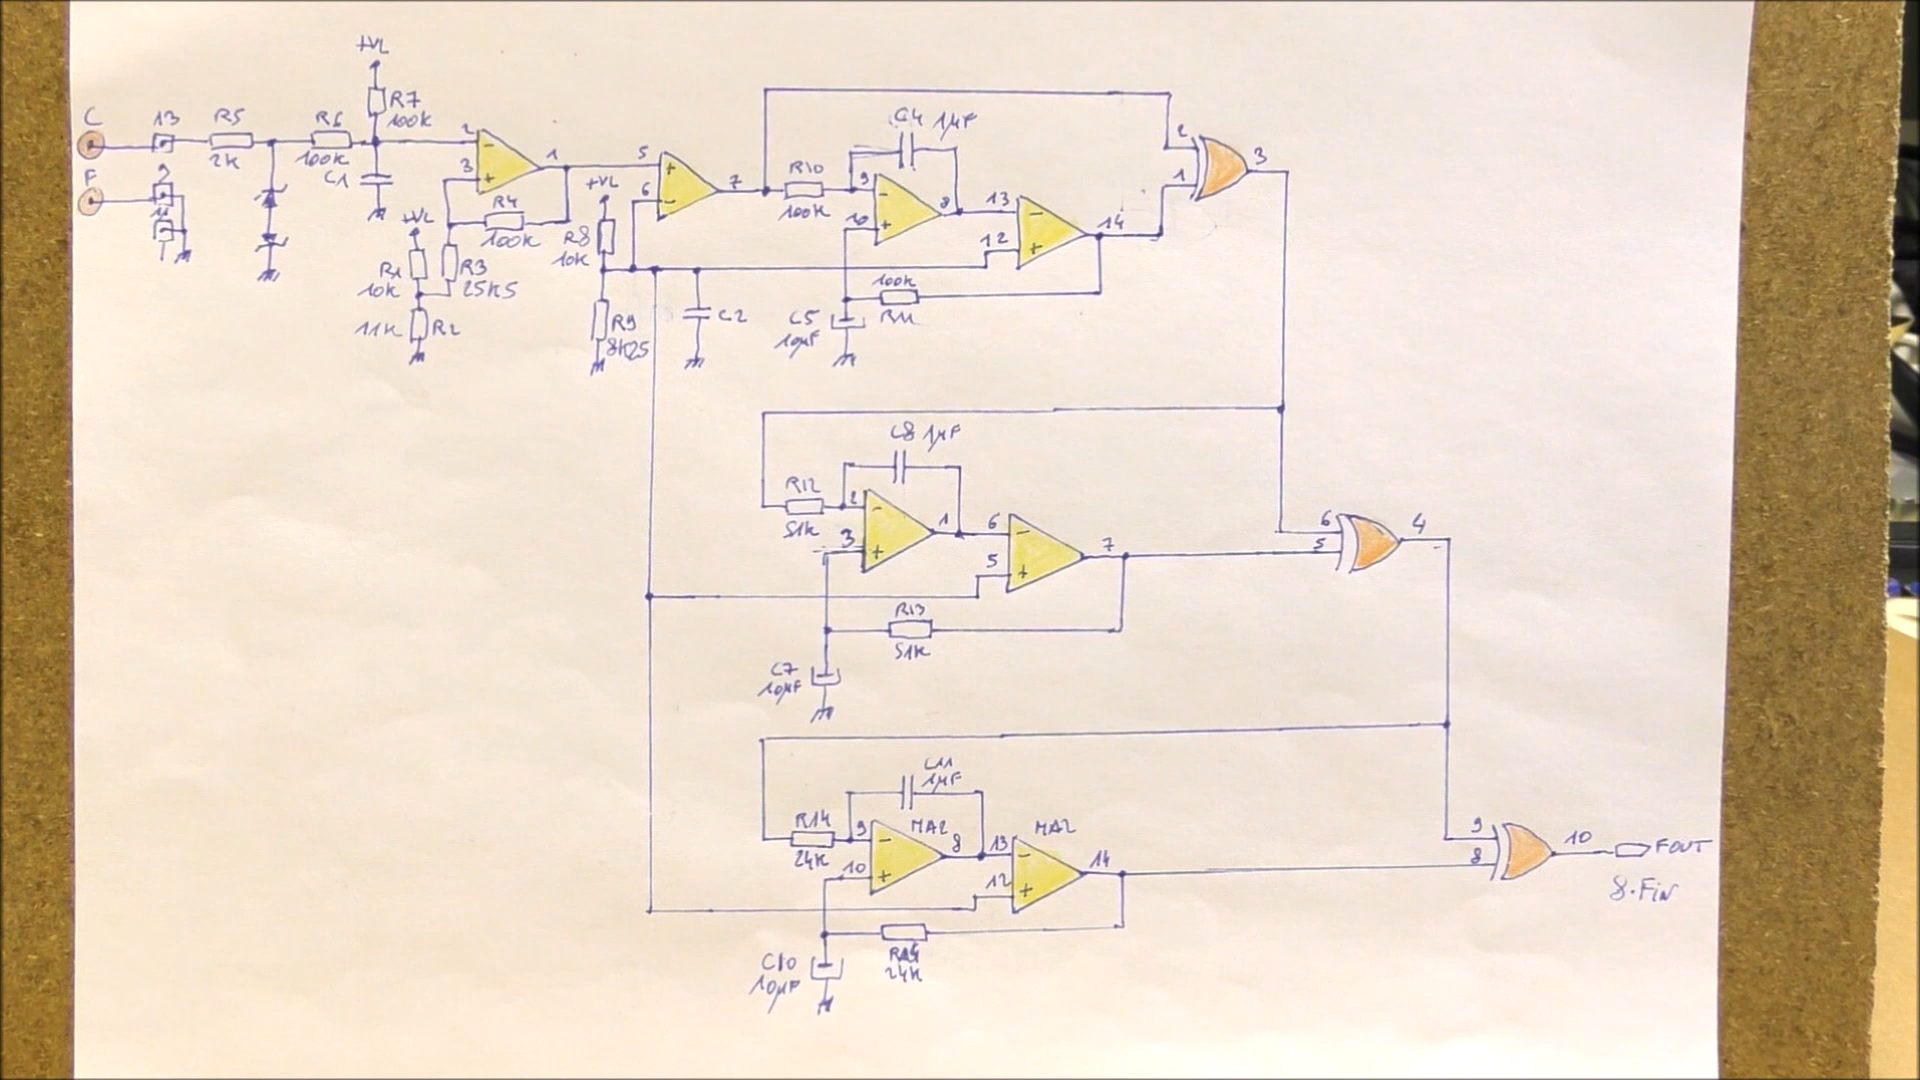 +VL
C
13
R5
2K
R6
100K
R7
100K
C1
F
9
11
2
3
1
R4
100K
+VL
R1
10K
R3
25K5
11K
R2
5
6
7
+VL
R8
10K
R9
8K25
C2
R10
100K
C4 1µF
9
10
8
13
12
14
100K
R11
C5
10µF
2
1
3
C8 1µF
R12
51K
2
3
1
6
5
7
R13
51K
C7
10µF
6
5
4
C11
1µF
R14
24K
9
10
MA2
8
13
12
MA2
14
24K
C10
10µF
9
8
10
FOUT
8.Fin